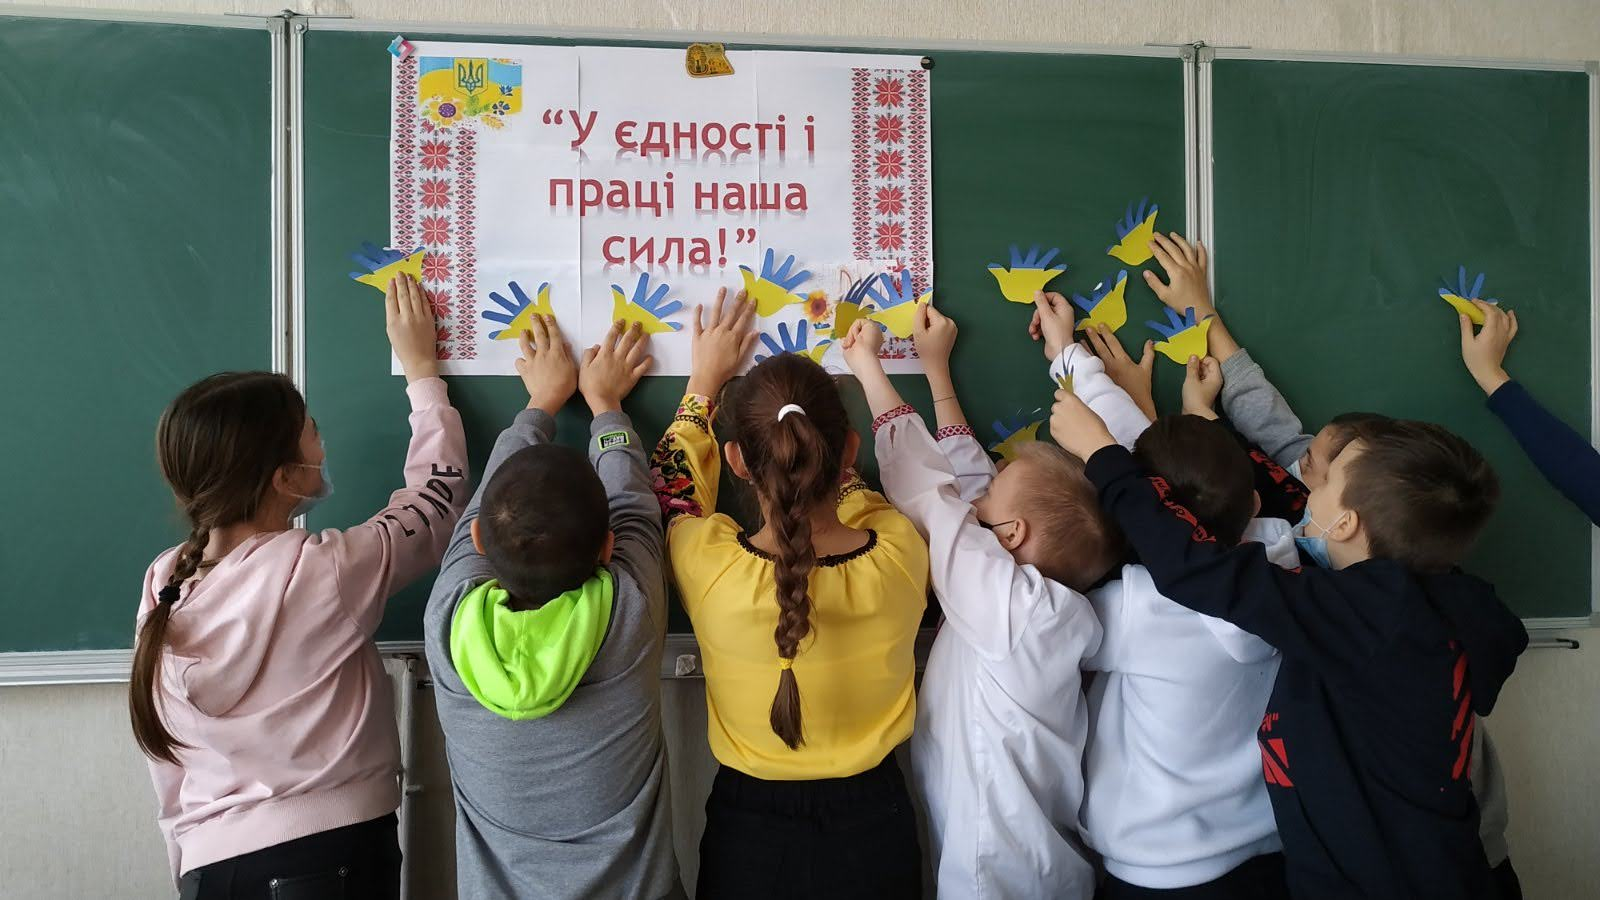 “У єдності і
праці наша
сила!”